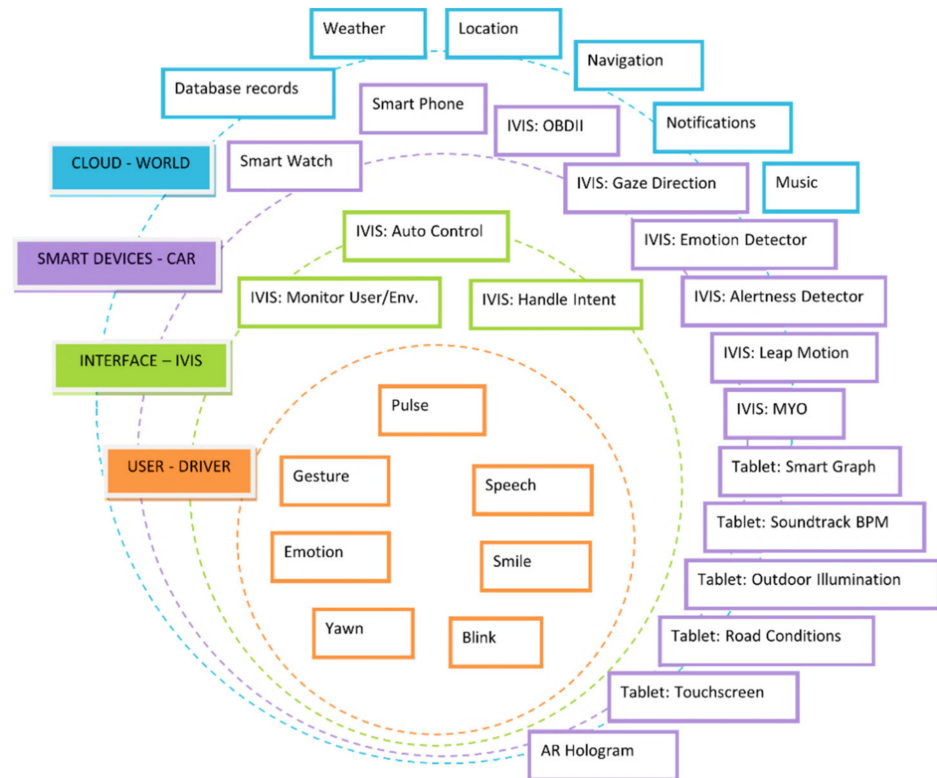 Weather
Location
Navigation
Database records
Smart Phone
IVIS: OBDII
Notifications
CLOUD - WORLD
Smart Watch
IVIS: Gaze Direction
Music
SMART DEVICES - CAR
IVIS: Auto Control
IVIS: Emotion Detector
IVIS: Monitor User/Env.
IVIS: Handle Intent
IVIS: Alertness Detector
INTERFACE – IVIS
IVIS: Leap Motion
Pulse
IVIS: MYO
USER - DRIVER
Gesture
Speech
Tablet: Smart Graph
Tablet: Soundtrack BPM
Emotion
Smile
Tablet: Outdoor Illumination
Yawn
Blink
Tablet: Road Conditions
Tablet: Touchscreen
AR Hologram